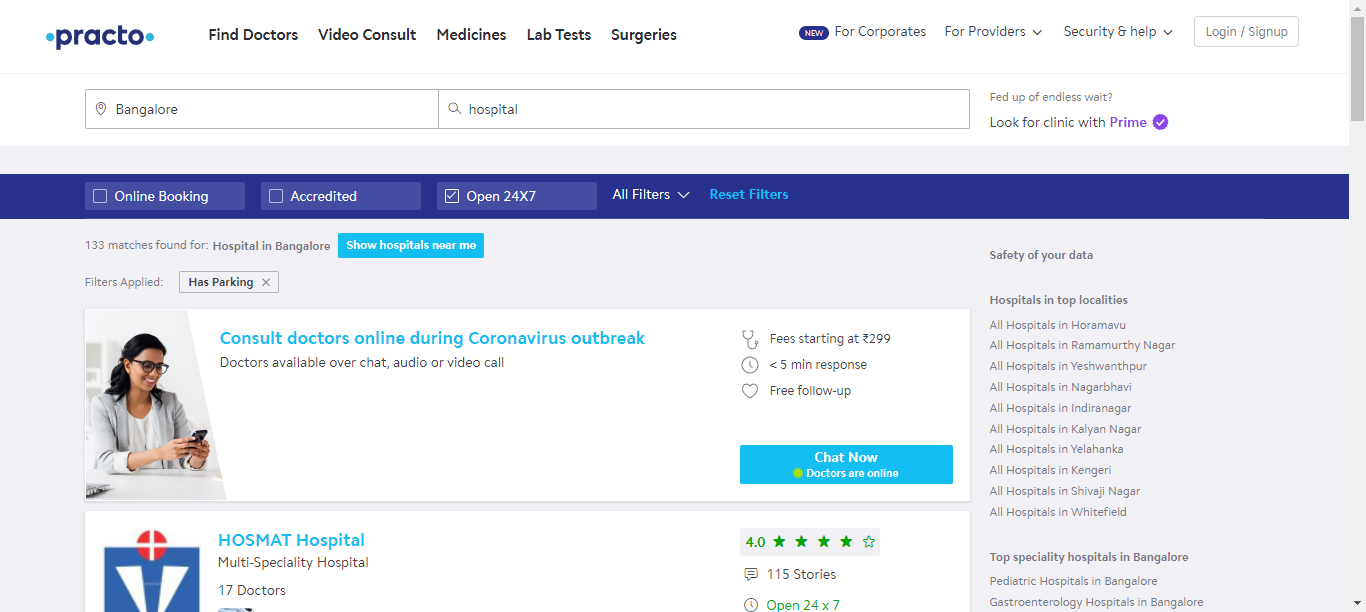 practo
Find Doctors
Video Consult
Medicines
Lab Tests
Surgeries
NEW For Corporates
For Providers
Security & help
Login / Signup
Bangalore
hospital
Fed up of endless wait?
Look for clinic with Prime
Online Booking
Accredited
Open 24X7
All Filters
Reset Filters
133 matches found for: Hospital in Bangalore
Show hospitals near me
Filters Applied:
Has Parking
Consult doctors online during Coronavirus outbreak
Doctors available over chat, audio or video call
Fees starting at ₹299
< 5 min response
Free follow-up
Chat Now
Doctors are online
HOSMAT Hospital
Multi-Speciality Hospital
17 Doctors
4.0
115 Stories
Open 24 x 7
Safety of your data
Hospitals in top localities
All Hospitals in Horamavu
All Hospitals in Ramamurthy Nagar
All Hospitals in Yeshwanthpur
All Hospitals in Nagarbhavi
All Hospitals in Indiranagar
All Hospitals in Kalyan Nagar
All Hospitals in Yelahanka
All Hospitals in Kengeri
All Hospitals in Shivaji Nagar
All Hospitals in Whitefield
Top speciality hospitals in Bangalore
Pediatric Hospitals in Bangalore
Gastroenterology Hospitals in Bangalore